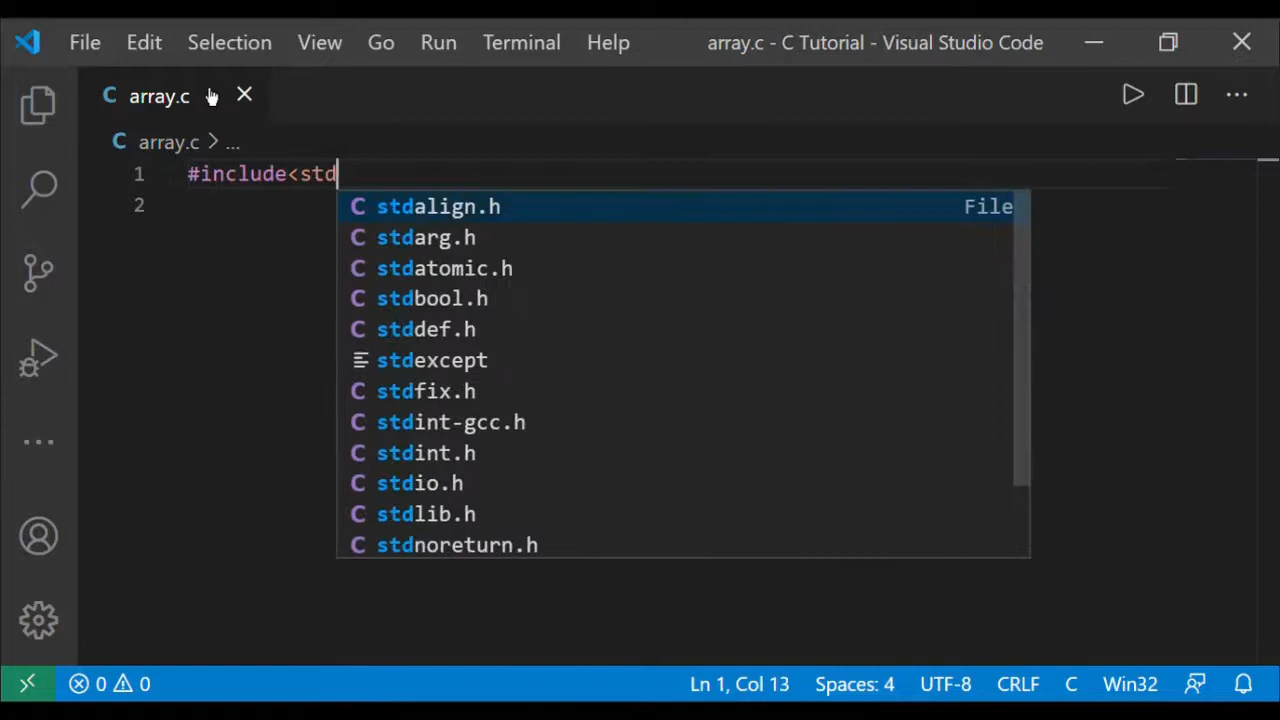 File Edit Selection View Go Run Terminal Help array.c - C Tutorial - Visual Studio Code
C array.c
C array.c > ...
1 #include<std
2
C stdalign.h File
C stdarg.h
C stdatomic.h
C stdbool.h
C stddef.h
stdexcept
C stdfix.h
C stdint-gcc.h
C stdint.h
C stdio.h
C stdlib.h
C stdnoreturn.h
0 0 Ln 1, Col 13 Spaces: 4 UTF-8 CRLF C Win32